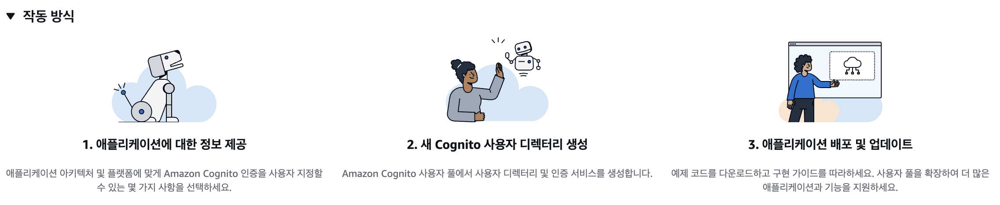 작동 방식
1. 애플리케이션에 대한 정보 제공
애플리케이션 아키텍처 및 플랫폼에 맞게 Amazon Cognito 인증을 사용자 지정할
수 있는 몇 가지 사항을 선택하세요.
2. 새 Cognito 사용자 디렉터리 생성
Amazon Cognito 사용자 풀에서 사용자 디렉터리 및 인증 서비스를 생성합니다.
3. 애플리케이션 배포 및 업데이트
예제 코드를 다운로드하고 구현 가이드를 따라하세요. 사용자 풀을 확장하여 더 많은
애플리케이션과 기능을 지원하세요.